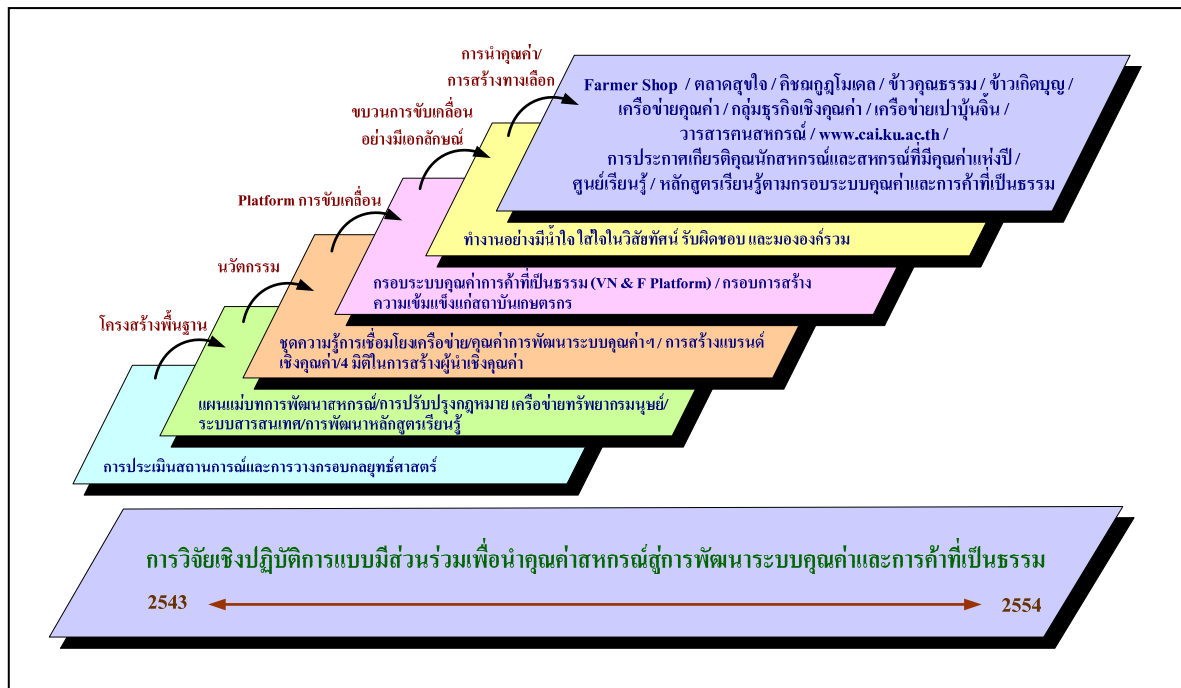 การนำคุณค่า/
การสร้างทางเลือก
Farmer Shop / ตลาดสุขใจ / คิชฌกูฏโมเดล / ข้าวคุณธรรม / ข้าวเกิดบุญ /
เครือข่ายคุณค่า / กลุ่มธุรกิจเชิงคุณค่า / เครือข่ายเปาบุ้นจิ้น /
วารสารฅนสหกรณ์ / www.cai.ku.ac.th /
การประกาศเกียรติคุณนักสหกรณ์และสหกรณ์ที่มีคุณค่าแห่งปี /
ศูนย์เรียนรู้ / หลักสูตรเรียนรู้ตามกรอบระบบคุณค่าและการค้าที่เป็นธรรม
ขบวนการขับเคลื่อน
อย่างมีเอกลักษณ์
ทำงานอย่างมีน้ำใจ ใส่ใจในวิสัยทัศน์ รับผิดชอบ และมององค์รวม
Platform การขับเคลื่อน
กรอบระบบคุณค่าการค้าที่เป็นธรรม (VN & F Platform) / กรอบการสร้าง
ความเข้มแข็งแก่สถาบันเกษตรกร
นวัตกรรม
ชุดความรู้การเชื่อมโยงเครือข่าย/คุณค่าการพัฒนาระบบคุณค่าฯ / การสร้างแบรนด์
เชิงคุณค่า/4 มิติในการสร้างผู้นำเชิงคุณค่า
โครงสร้างพื้นฐาน
แผนแม่บทการพัฒนาสหกรณ์/การปรับปรุงกฎหมาย เครือข่ายทรัพยากรมนุษย์/
ระบบสารสนเทศ/การพัฒนาหลักสูตรเรียนรู้
การประเมินสถานการณ์และการวางกรอบกลยุทธ์ศาสตร์
การวิจัยเชิงปฏิบัติการแบบมีส่วนร่วมเพื่อนำคุณค่าสหกรณ์สู่การพัฒนาระบบคุณค่าและการค้าที่เป็นธรรม
2543 2554